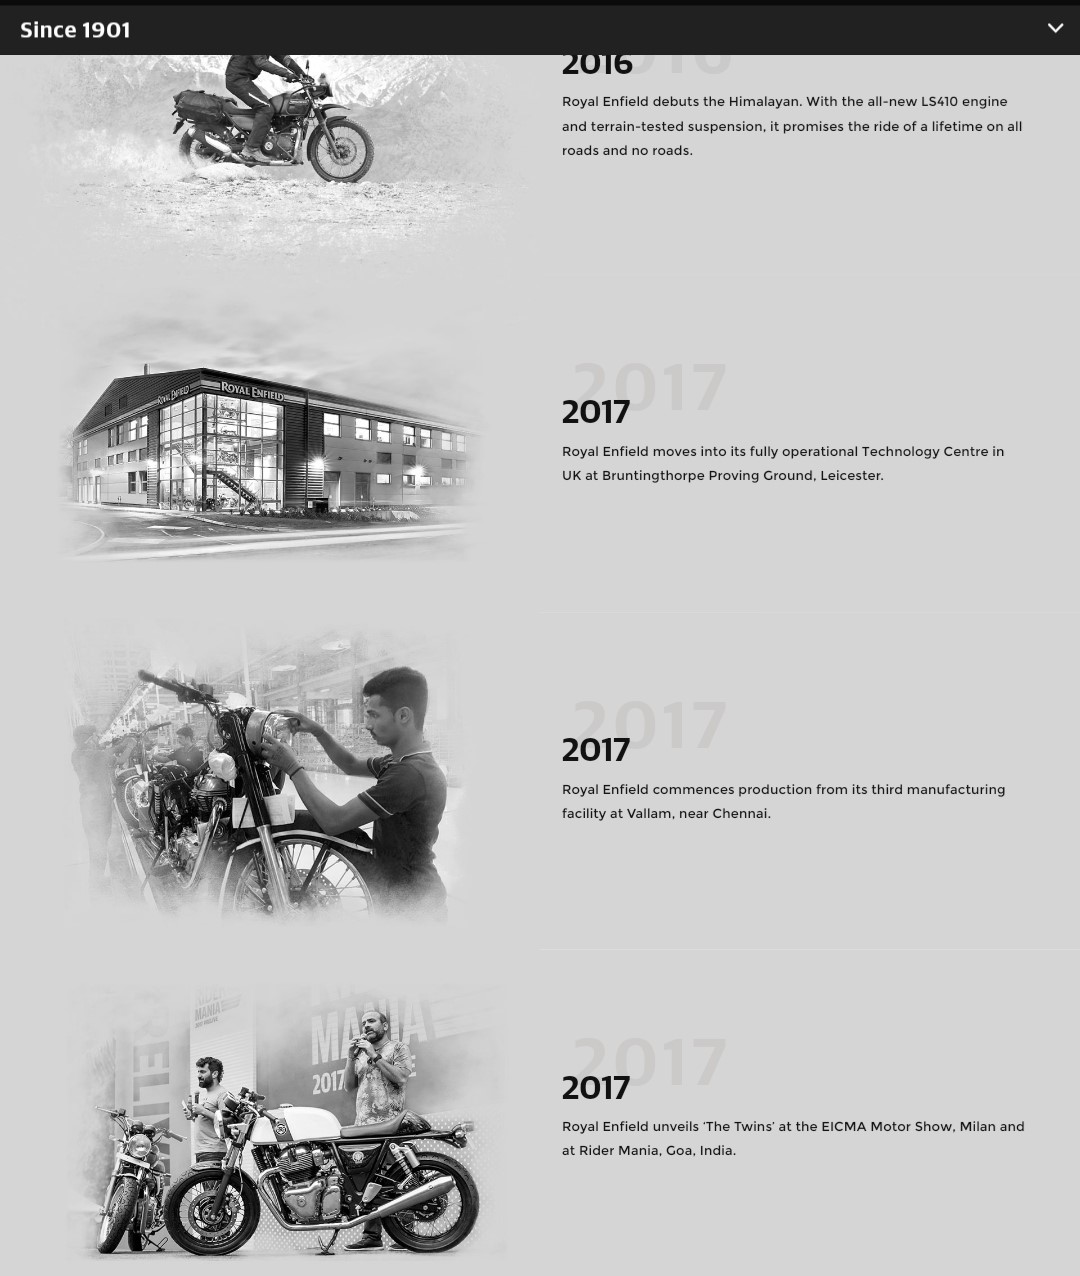 Since 1901
2016
2016
Royal Enfield debuts the Himalayan. With the all-new LS410 engine
and terrain-tested suspension, it promises the ride of a lifetime on all
roads and no roads.
ROYAL ENFIELD
ROYAL ENFIELD
2017
2017
Royal Enfield moves into its fully operational Technology Centre in
UK at Bruntingthorpe Proving Ground, Leicester.
2017
2017
Royal Enfield commences production from its third manufacturing
facility at Vallam, near Chennai.
MANIA
MANIA
2017
2017
2017
Royal Enfield unveils ‘The Twins’ at the EICMA Motor Show, Milan and
at Rider Mania, Goa, India.